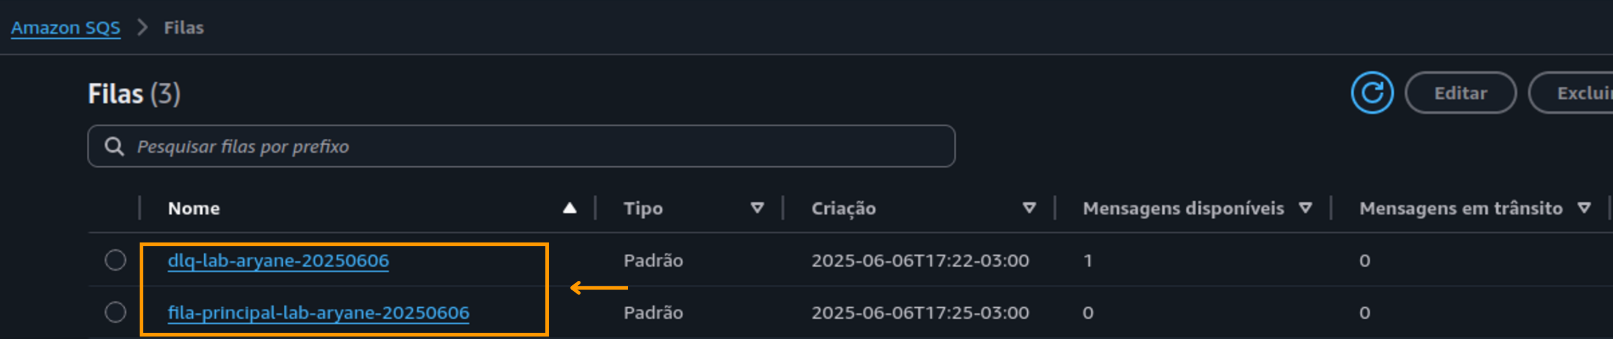 Amazon SQS > Filas
Filas (3)
Editar
Excluir
Pesquisar filas por prefixo
Nome Tipo Criação Mensagens disponíveis Mensagens em trânsito
dlq-lab-aryane-20250606 Padrão 2025-06-06T17:22-03:00 1 0
fila-principal-lab-aryane-20250606 Padrão 2025-06-06T17:25-03:00 0 0